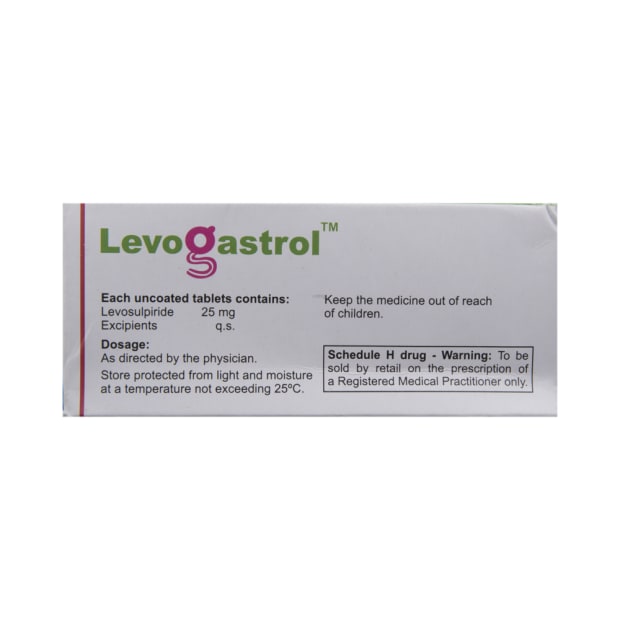 Levogastrol™
Each uncoated tablets contains:
Levosulpiride 25 mg
Excipients q.s.
Dosage:
As directed by the physician.
Store protected from light and moisture
at a temperature not exceeding 25ºC.
Keep the medicine out of reach
of children.
Schedule H drug - Warning: To be
sold by retail on the prescription of
a Registered Medical Practitioner only.